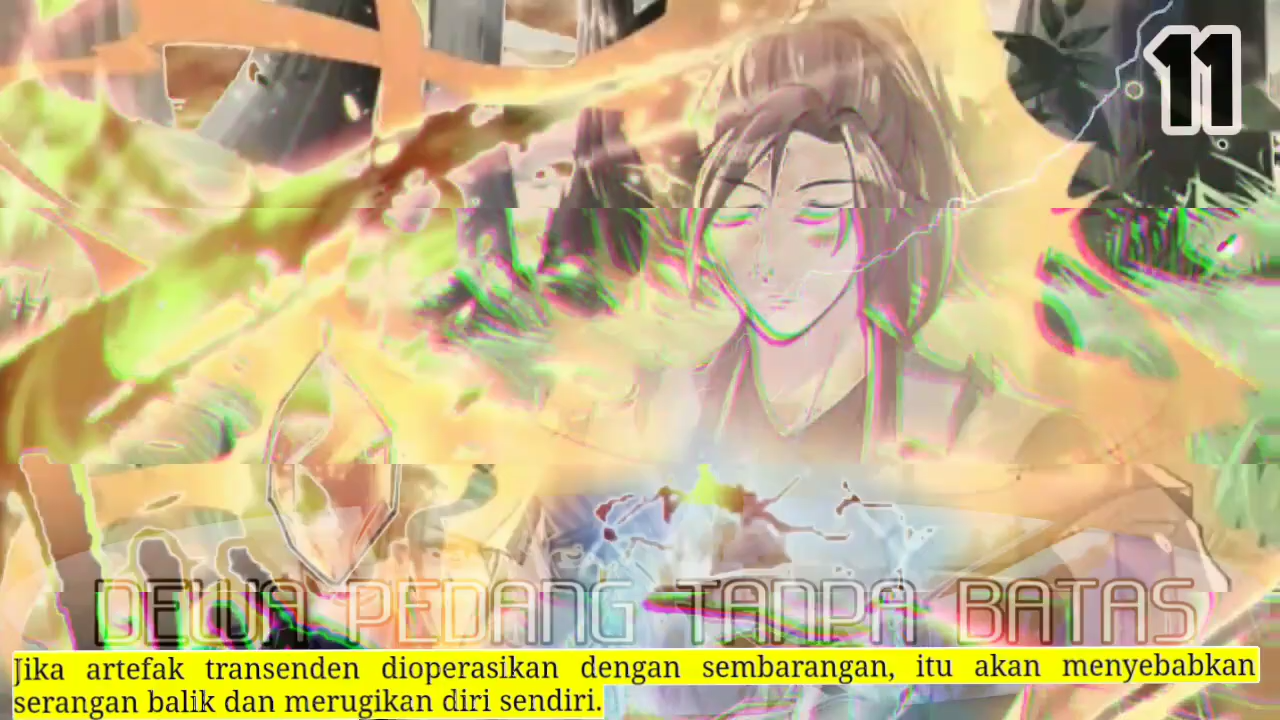 11
DEWA PEDANG TANPA BATAS
Jika artefak transenden dioperasikan dengan sembarangan, itu akan menyebabkan
serangan balik dan merugikan diri sendiri.